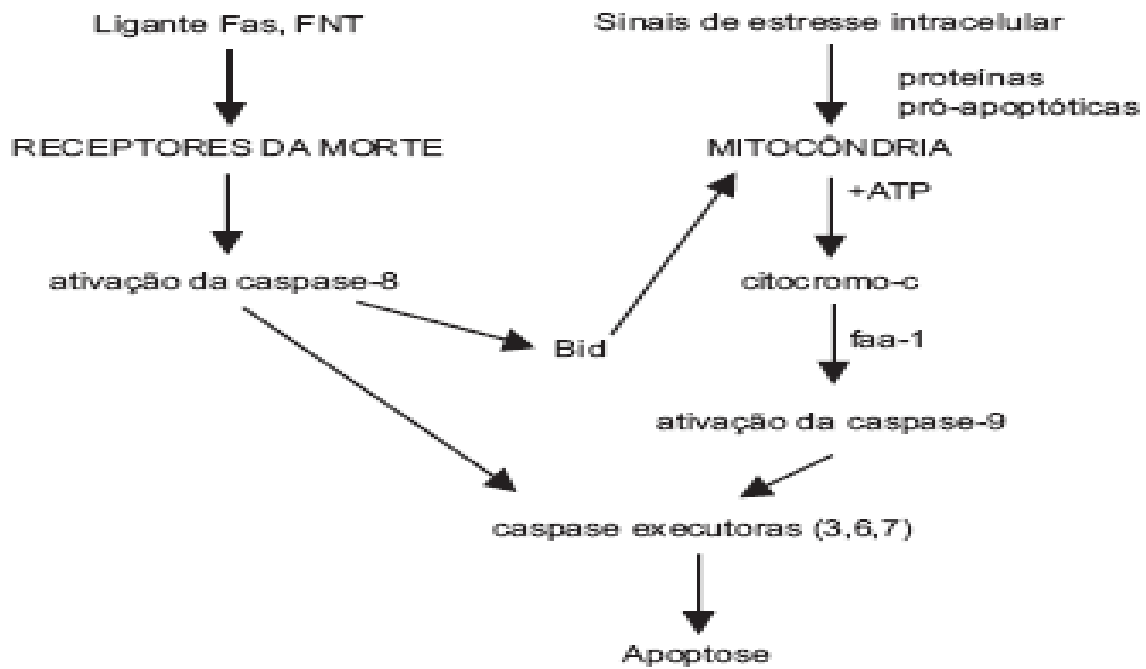 Ligante Fas, FNT
Sinais de estresse intracelular
proteínas
pró-apoptóticas
RECEPTORES DA MORTE
MITOCÔNDRIA
+ATP
ativação da caspase-8
citocromo-c
Bid
faa-1
ativação da caspase-9
caspase executoras (3,6,7)
Apoptose